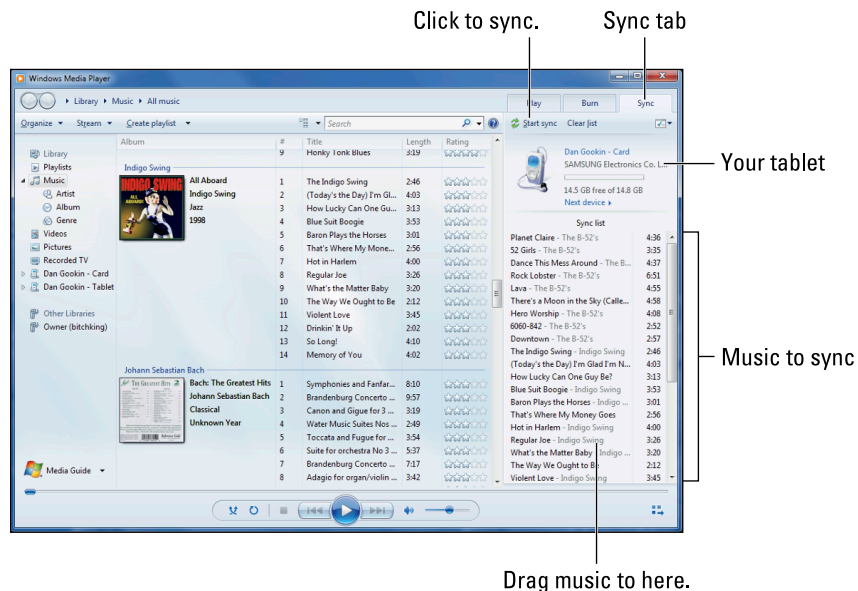 Click to sync. Sync tab
Windows Media Player
Library Music All music
Play Burn Sync
Organize Stream Create playlist Search Start sync Clear list
Album # Title Length Rating
9 Honky Tonk Blues 3:19
Library
Playlists
Music
Artist
Album
Genre
Videos
Pictures
Recorded TV
Dan Gookin - Card
Dan Gookin - Tablet
Other Libraries
Owner (bitchking)
Media Guide
Indigo Swing
INDIGO SWING
ALL ABOARD!
All Aboard
Indigo Swing
Jazz
1998
1 The Indigo Swing 2:46
2 (Today's the Day) I'm Gl... 4:03
3 How Lucky Can One Gu... 3:13
4 Blue Suit Boogie 3:53
5 Baron Plays the Horses 3:01
6 That's Where My Mone... 2:56
7 Hot in Harlem 4:00
8 Regular Joe 3:26
9 What's the Matter Baby 3:20
10 The Way We Ought to Be 2:12
11 Violent Love 3:45
12 Drinkin' It Up 2:02
13 So Long! 4:10
14 Memory of You 4:02
Johann Sebastian Bach
THE GREATEST HITS 2
Bach: The Greatest Hits
Johann Sebastian Bach
Classical
Unknown Year
1 Symphonies and Fanfar... 8:10
2 Brandenburg Concerto ... 9:57
3 Canon and Gigue for 3 ... 3:19
4 Water Music Suites Nos ... 2:49
5 Toccata and Fugue for ... 3:54
6 Suite for orchestra No 3 ... 5:37
7 Brandenburg Concerto ... 7:17
8 Adagio for organ/violin ... 3:42
Dan Gookin - Card
SAMSUNG Electronics Co. L...
14.5 GB free of 14.8 GB
Next device
Your tablet
Sync list
Planet Claire - The B-52's 4:36
52 Girls - The B-52's 3:35
Dance This Mess Around - The B... 4:37
Rock Lobster - The B-52's 6:51
Lava - The B-52's 4:55
There's a Moon in the Sky (Calle... 4:58
Hero Worship - The B-52's 4:08
6060-842 - The B-52's 2:52
Downtown - The B-52's 2:57
The Indigo Swing - Indigo Swing 2:46
(Today's the Day) I'm Glad I'm N... 4:03
How Lucky Can One Guy Be? 3:13
Blue Suit Boogie - Indigo Swing 3:53
Baron Plays the Horses - Indigo ... 3:01
That's Where My Money Goes 2:56
Hot in Harlem - Indigo Swing 4:00
Regular Joe - Indigo Swing 3:26
What's the Matter Baby - Indigo ... 3:20
The Way We Ought to Be 2:12
Violent Love - Indigo Swing 3:45
Music to sync
Drag music to here.